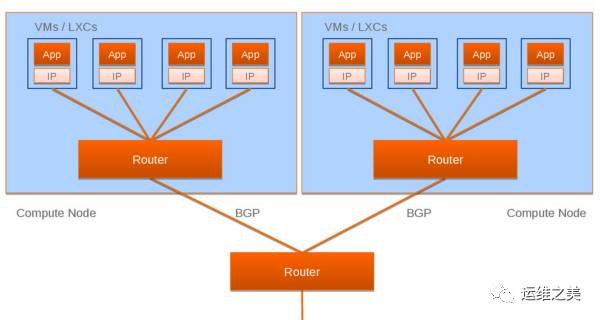 VMs / LXCs
App App App App
IP IP IP IP
Router
VMs / LXCs
App App App App
IP IP IP IP
Router
Compute Node BGP BGP Compute Node
Router
运维之美